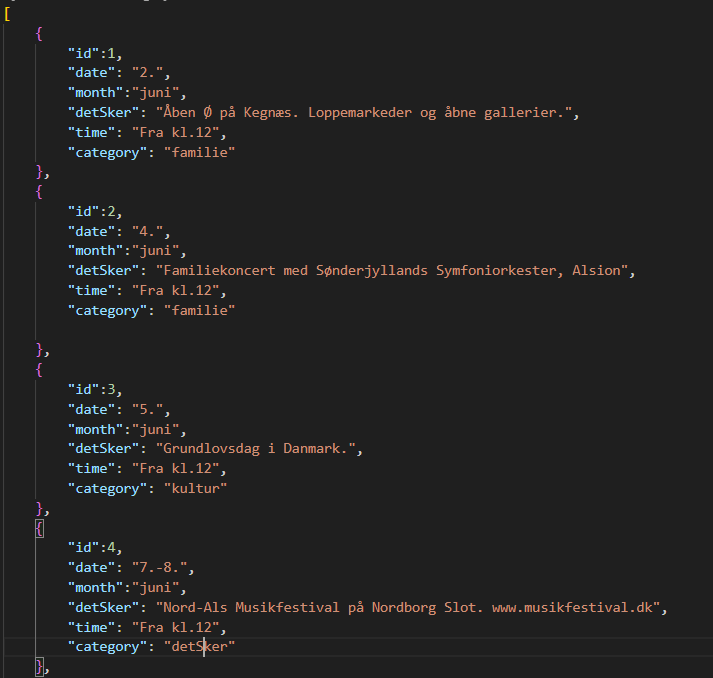 [
{
"id":1,
"date": "2.",
"month":"juni",
"detSker": "Åben Ø på Kegnæs. Loppemarkeder og åbne gallerier.",
"time": "Fra kl.12",
"category": "familie"
},
{
"id":2,
"date": "4.",
"month":"juni",
"detSker": "Familiekoncert med Sønderjyllands Symfoniorkester, Alsion",
"time": "Fra kl.12",
"category": "familie"
},
{
"id":3,
"date": "5.",
"month":"juni",
"detSker": "Grundlovsdag i Danmark.",
"time": "Fra kl.12",
"category": "kultur"
},
{
"id":4,
"date": "7.-8.",
"month":"juni",
"detSker": "Nord-Als Musikfestival på Nordborg Slot. www.musikfestival.dk",
"time": "Fra kl.12",
"category": "detSker"
},